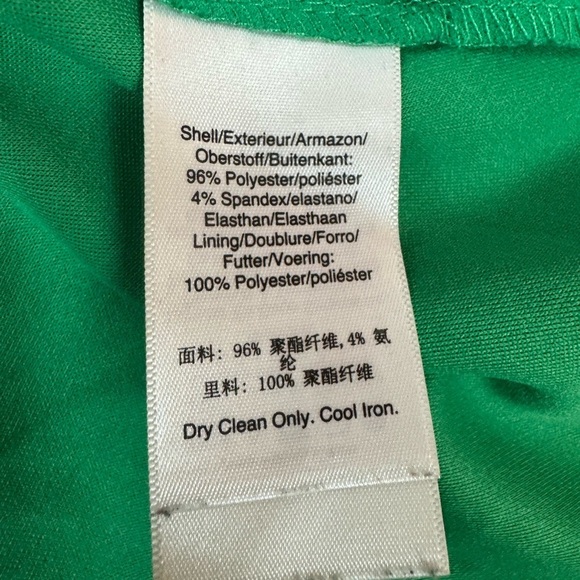 Shell/Exterieur/Armazon/
Oberstoff/Buitenkant:
96% Polyester/poliéster
4% Spandex/elastano/
Elasthan/Elasthaan
Lining/Doublure/Forro/
Futter/Voering:
100% Polyester/poliéster
面料: 96% 聚酯纤维,4% 氨
纶
里料: 100% 聚酯纤维
Dry Clean Only. Cool Iron.